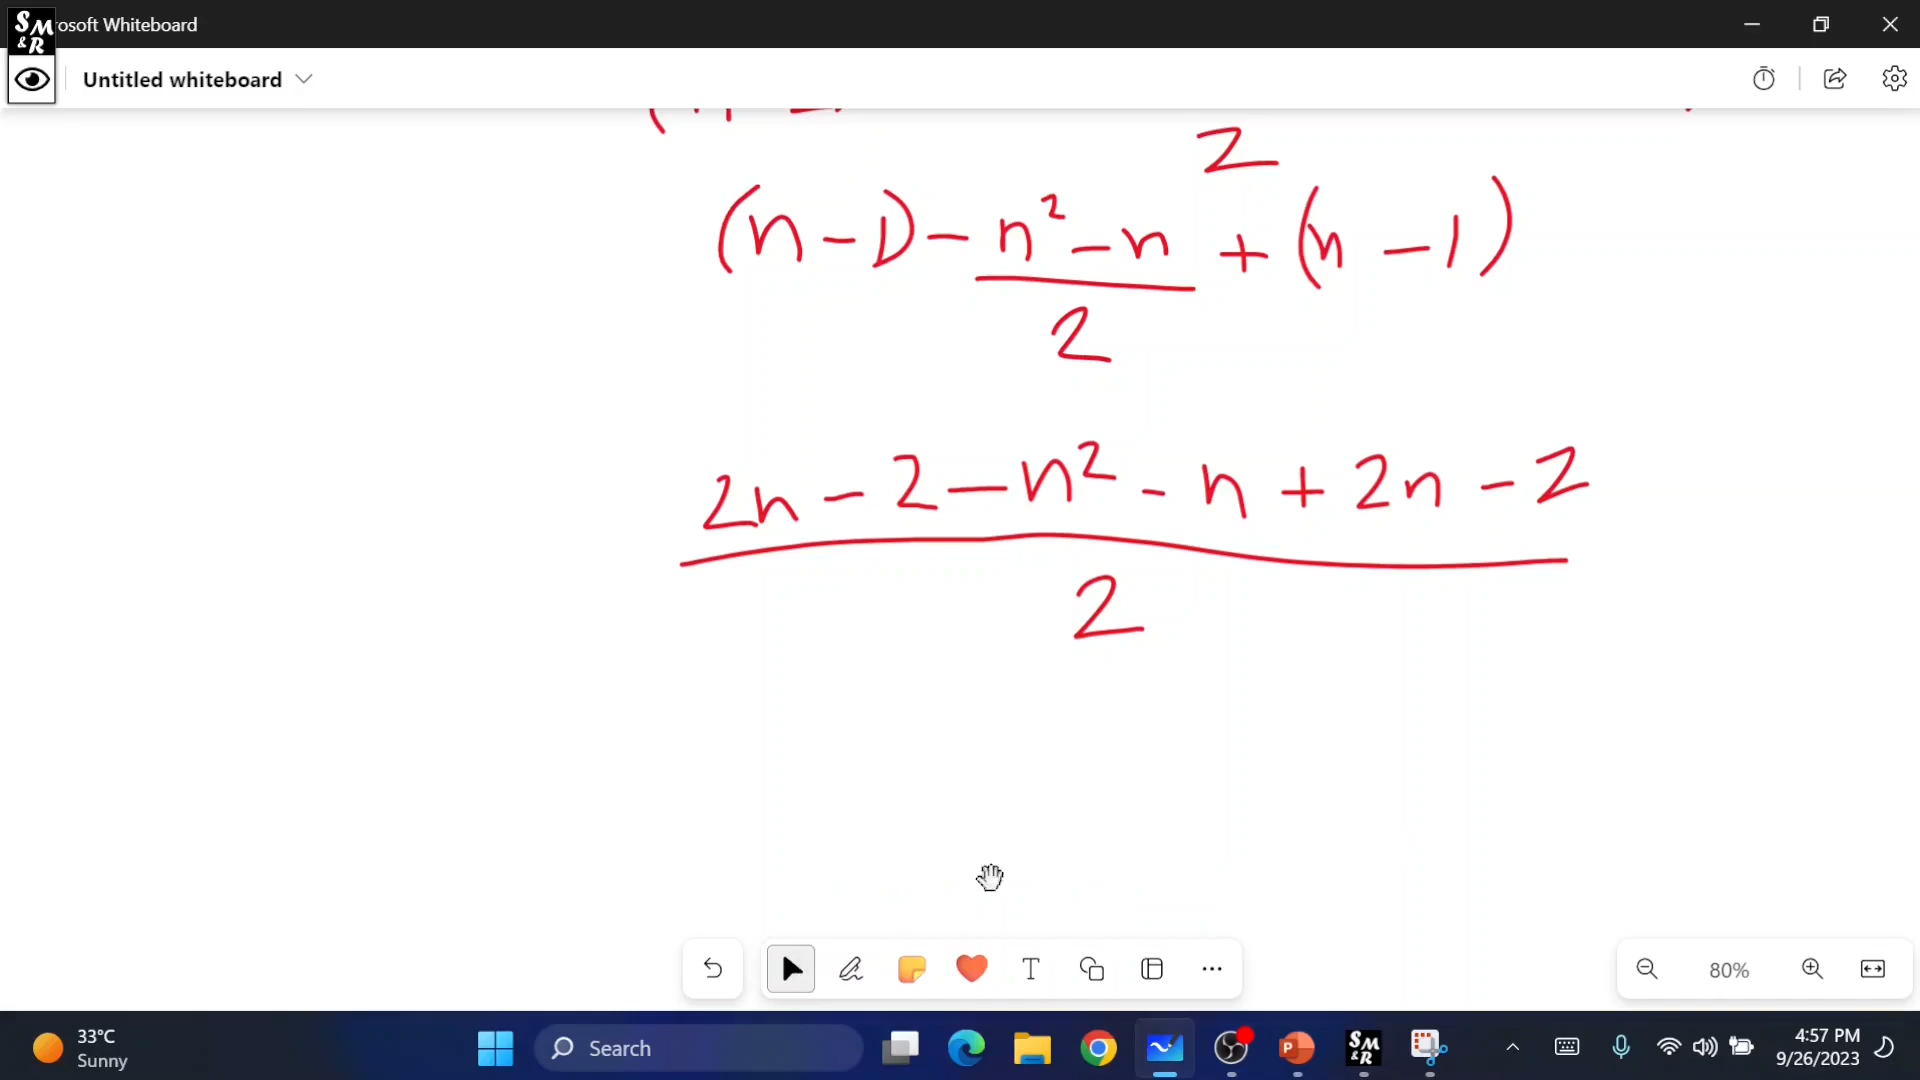 S M & R
osoft Whiteboard
Untitled whiteboard
2
(n - 1) - n² - n + (n - 1)
2
2n - 2 - n² - n + 2n - 2
2
T
80%
33°C
Sunny
Search
P
S M & R
4:57 PM
9/26/2023